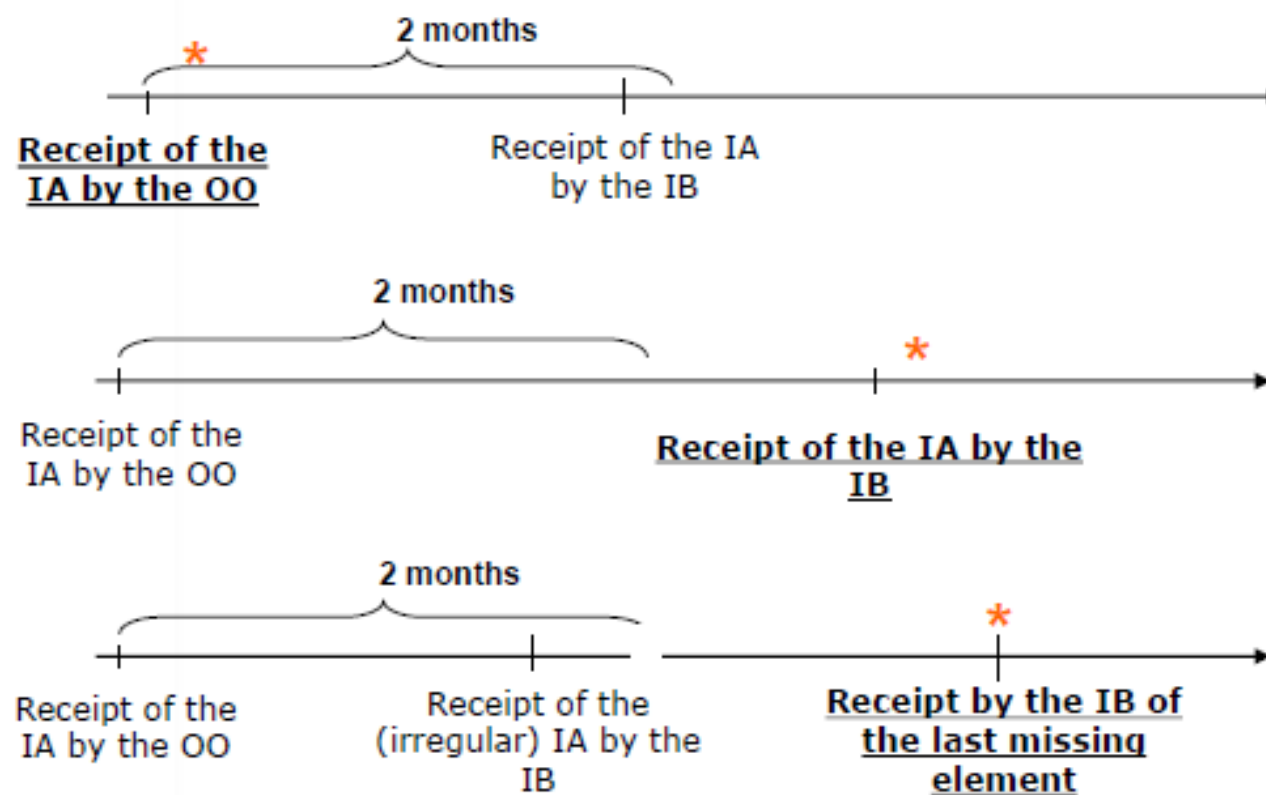 2 months
*
Receipt of the
IA by the OO
Receipt of the IA
by the IB
2 months
*
Receipt of the
IA by the OO
Receipt of the IA by the
IB
2 months
*
Receipt of the
IA by the OO
Receipt of the
(irregular) IA by the
IB
Receipt by the IB of
the last missing
element